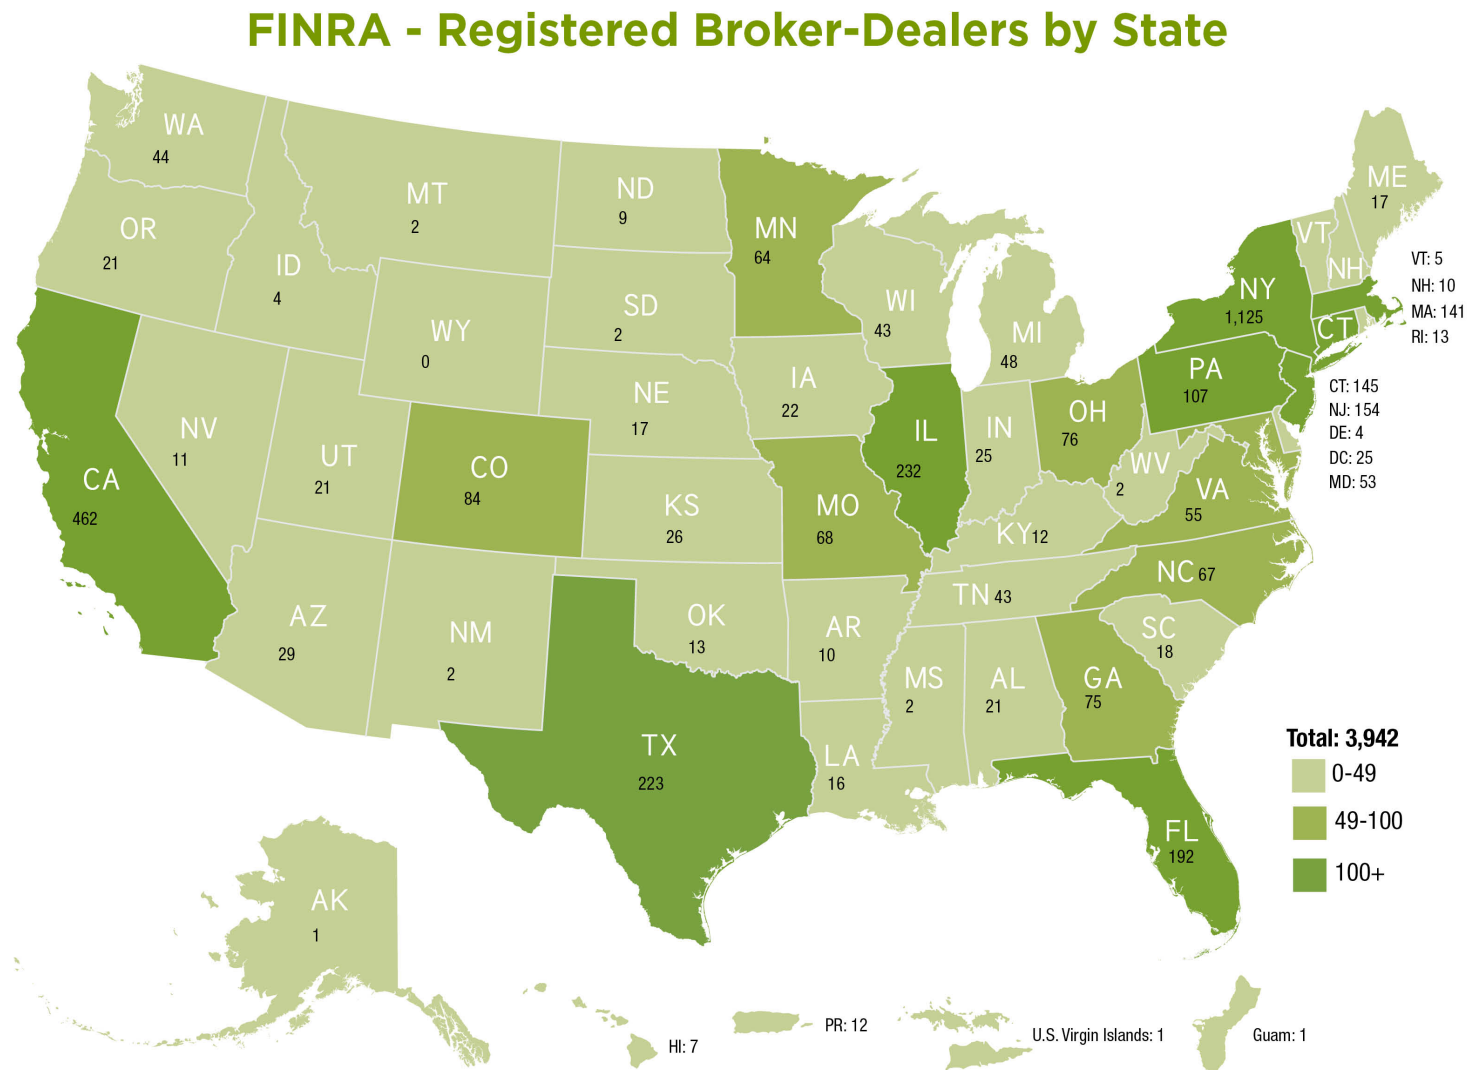 FINRA - Registered Broker-Dealers by State
WA
44
OR
21
ID
4
MT
2
ND
9
MN
64
SD
2
WY
0
WI
43
MI
48
ME
17
VT
NH
NY
1,125
CT
VT: 5
NH: 10
MA: 141
RI: 13
PA
107
CT: 145
NJ: 154
DE: 4
DC: 25
MD: 53
CA
462
NV
11
UT
21
CO
84
NE
17
IA
22
IL
232
IN
25
OH
76
WV
2
VA
55
KS
26
MO
68
KY 12
NC 67
TN 43
SC
18
AZ
29
NM
2
OK
13
AR
10
MS
2
AL
21
GA
75
TX
223
LA
16
FL
192
Total: 3,942
0-49
49-100
100+
AK
1
HI: 7
PR: 12
U.S. Virgin Islands: 1
Guam: 1